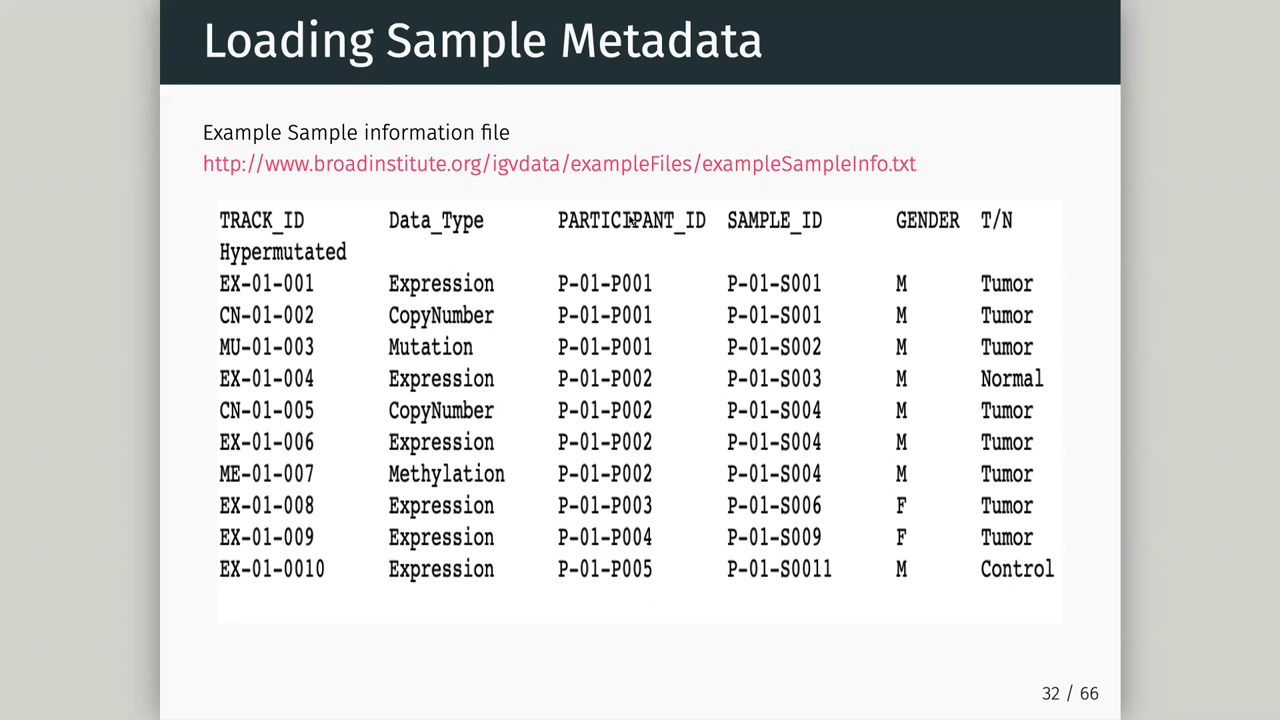 Loading Sample Metadata
Example Sample information file
http://www.broadinstitute.org/igvdata/exampleFiles/exampleSampleInfo.txt
TRACK_ID Data_Type PARTICIPANT_ID SAMPLE_ID GENDER T/N
Hypermutated
EX-01-001 Expression P-01-P001 P-01-S001 M Tumor
CN-01-002 CopyNumber P-01-P001 P-01-S001 M Tumor
MU-01-003 Mutation P-01-P001 P-01-S002 M Tumor
EX-01-004 Expression P-01-P002 P-01-S003 M Normal
CN-01-005 CopyNumber P-01-P002 P-01-S004 M Tumor
EX-01-006 Expression P-01-P002 P-01-S004 M Tumor
ME-01-007 Methylation P-01-P002 P-01-S004 M Tumor
EX-01-008 Expression P-01-P003 P-01-S006 F Tumor
EX-01-009 Expression P-01-P004 P-01-S009 F Tumor
EX-01-0010 Expression P-01-P005 P-01-S0011 M Control
32 / 66